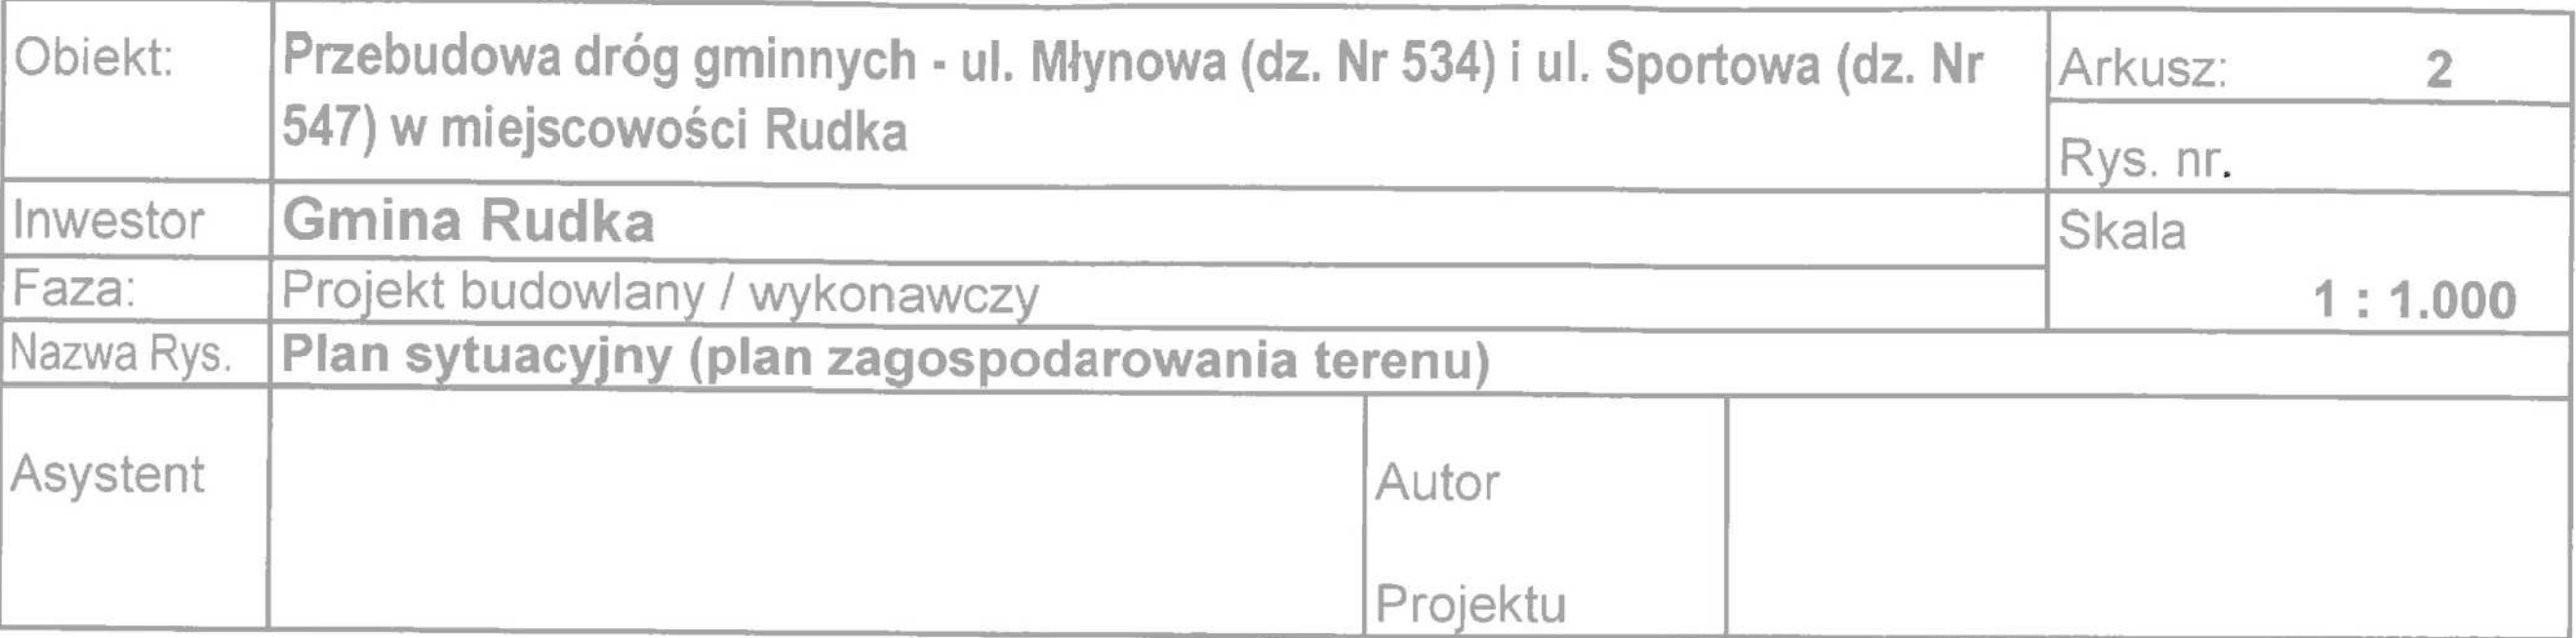 Obiekt: Przebudowa dróg gminnych - ul. Młynowa (dz. Nr 534) i ul. Sportowa (dz. Nr
547) w miejscowości Rudka
Arkusz: 2
Rys. nr.
Inwestor Gmina Rudka
Skala
1 : 1.000
Faza: Projekt budowlany / wykonawczy
Nazwa Rys. Plan sytuacyjny (plan zagospodarowania terenu)
Asystent
Autor
Projektu